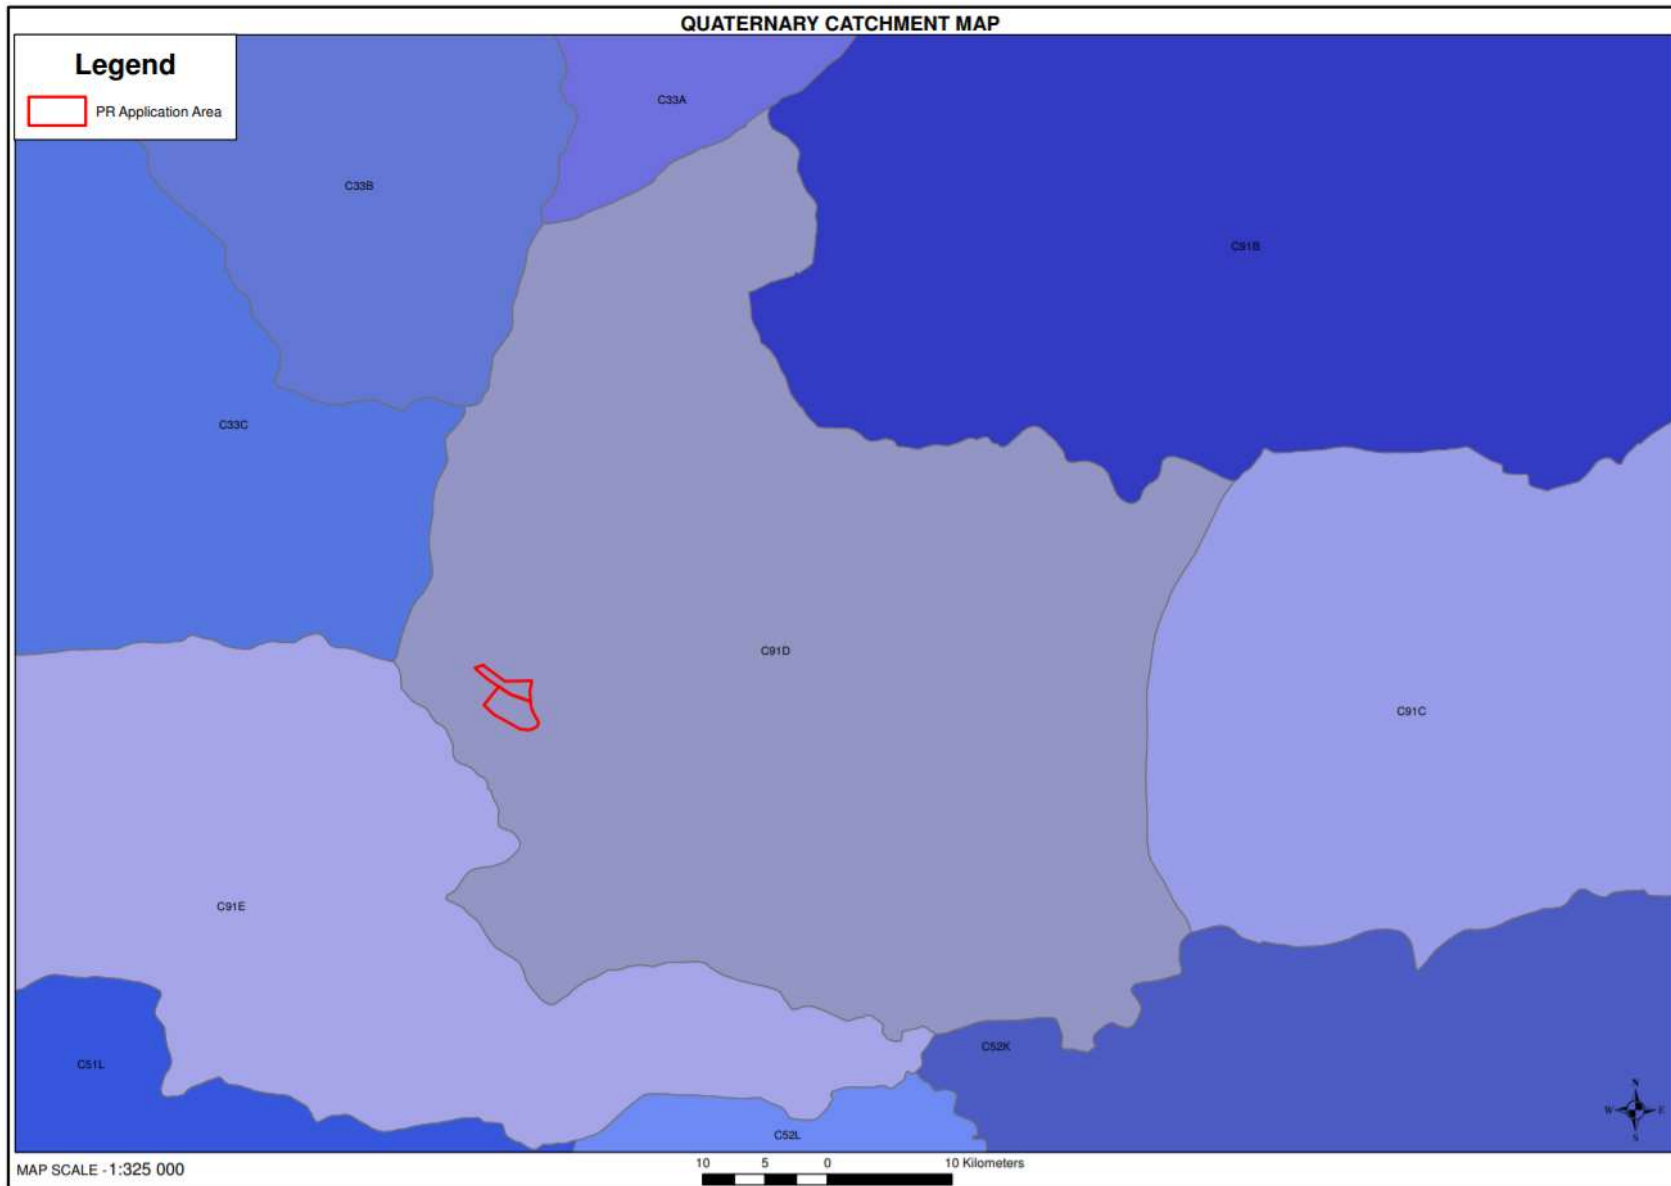 QUATERNARY CATCHMENT MAP
Legend
PR Application Area
C33A
C33B
C91B
C33C
C91D
C91C
C91E
C52K
C51L
C52L
N
W E
S
MAP SCALE - 1:325 000
10 5 0 10 Kilometers